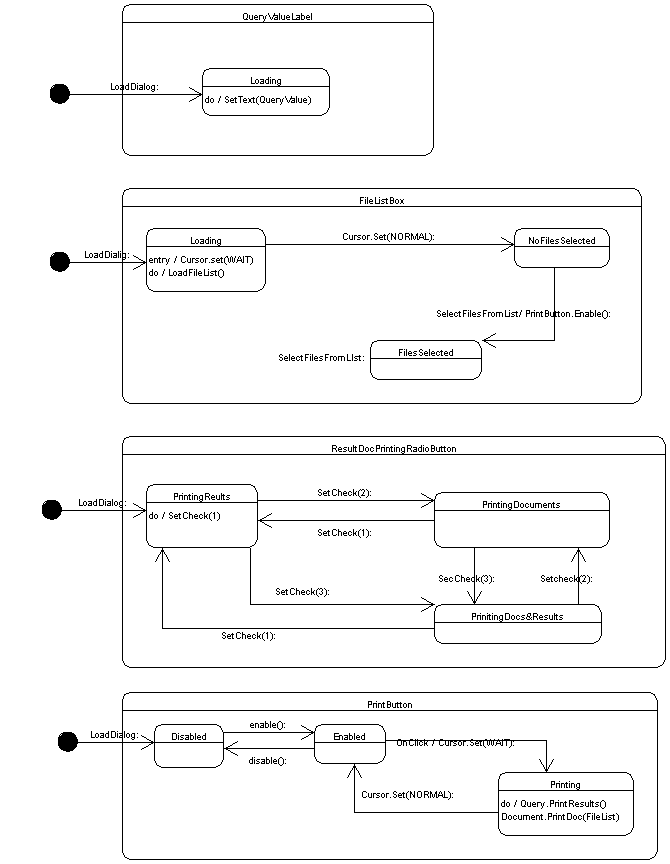 QueryValueLabel
Loading
LoadDialog:
do / SetText(QueryValue)
FileListBox
Loading
Cursor.Set(NORMAL):
NoFilesSelected
LoadDialig:
entry / Cursor.set(WAIT)
do / LoadFileList()
SelectFilesFromList/ PrintButton.Enable():
SelectFilesFromLIst:
FilesSelected
ResultDocPrintingRadioButton
PrintingReults
SetCheck(2):
LoadDialog:
PrintingDocuments
do / SetCheck(1)
SetCheck(1):
SecCheck(3):
Setcheck(2):
SetCheck(3):
PrinitingDocs&Results
SetCheck(1):
PrintButton
enable():
LoadDialog:
Disabled
Enabled
OnClick / Cursor.Set(WAIT):
disable():
Printing
Cursor.Set(NORMAL):
do / Query.PrintResults()
Document.PrintDoc(FileList)